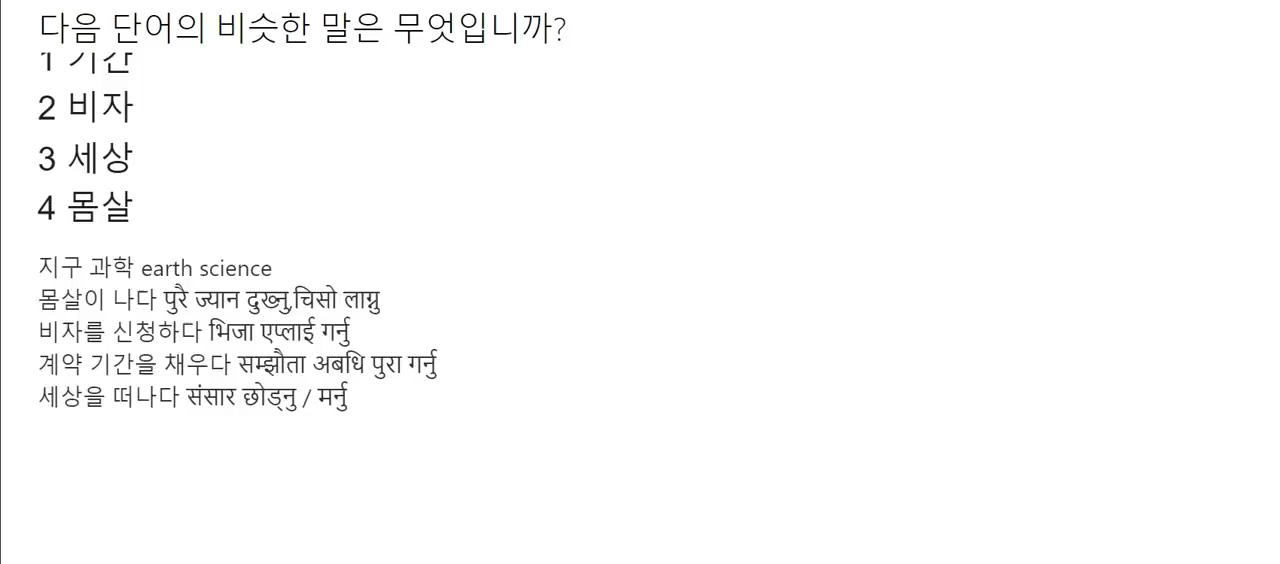 다음 단어의 비슷한 말은 무엇입니까?
1 기간
2 비자
3 세상
4 몸살
지구 과학 earth science
몸살이 나다 पुरै ज्यान दुख्नु,चिसो लाग्नु
비자를 신청하다 भिजा एप्लाई गर्नु
계약 기간을 채우다 सम्झौता अबधि पुरा गर्नु
세상을 떠나다 संसार छोड्नु / मर्नु